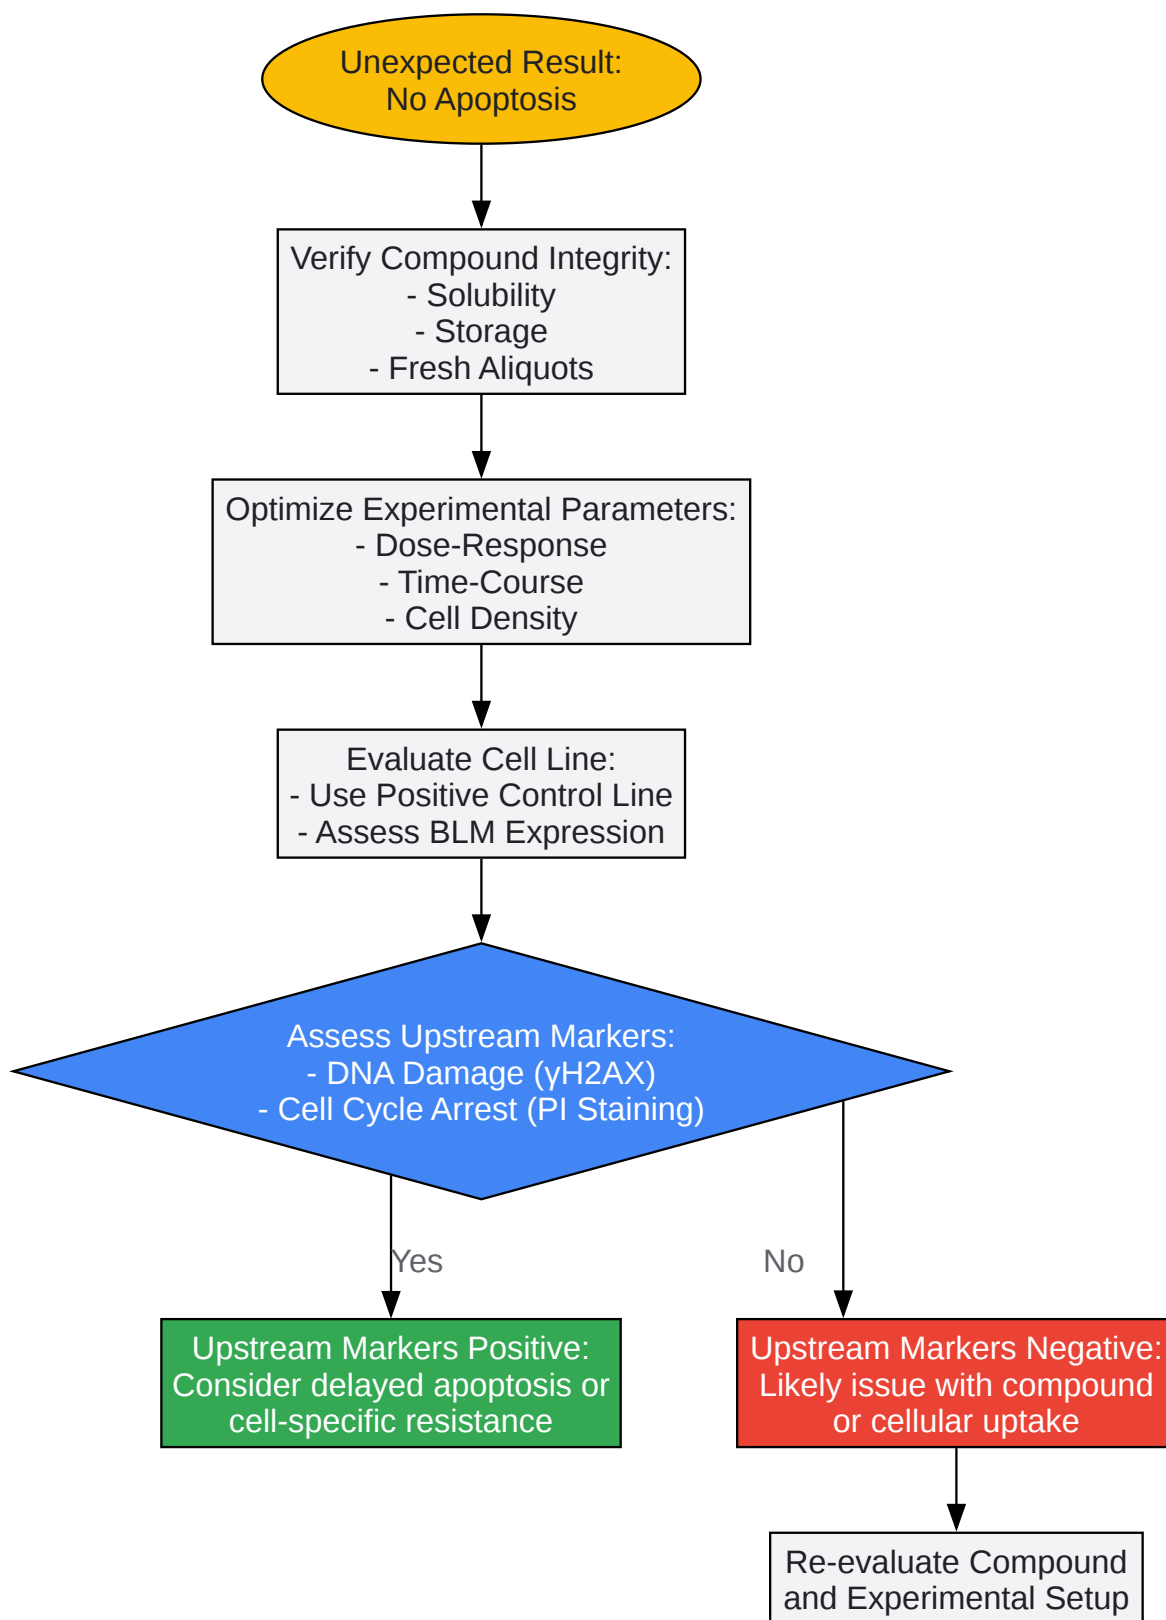 Unexpected Result:
No Apoptosis
Verify Compound Integrity:
- Solubility
- Storage
- Fresh Aliquots
Optimize Experimental Parameters:
- Dose-Response
- Time-Course
- Cell Density
Evaluate Cell Line:
- Use Positive Control Line
- Assess BLM Expression
Assess Upstream Markers:
- DNA Damage (γH2AX)
- Cell Cycle Arrest (PI Staining)
Yes
No
Upstream Markers Positive:
Consider delayed apoptosis or
cell-specific resistance
Upstream Markers Negative:
Likely issue with compound
or cellular uptake
Re-evaluate Compound
and Experimental Setup